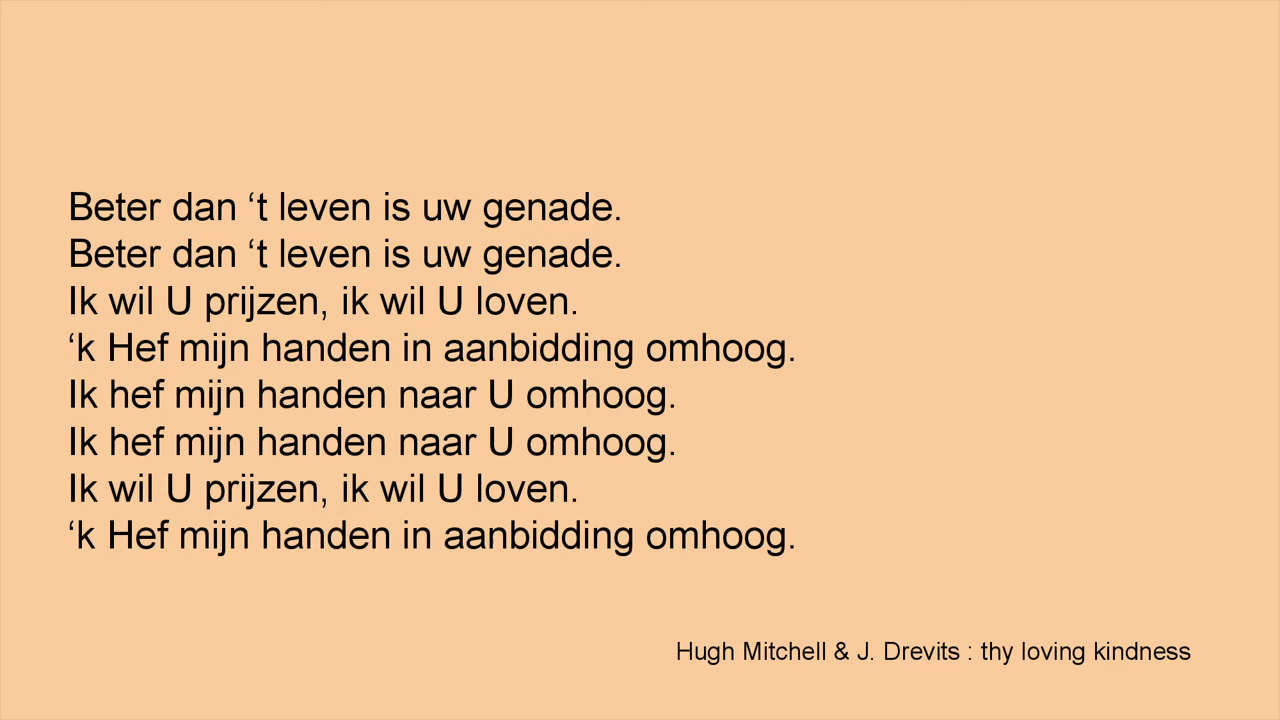 Beter dan ‘t leven is uw genade.
Beter dan ‘t leven is uw genade.
Ik wil U prijzen, ik wil U loven.
‘k Hef mijn handen in aanbidding omhoog.
Ik hef mijn handen naar U omhoog.
Ik hef mijn handen naar U omhoog.
Ik wil U prijzen, ik wil U loven.
‘k Hef mijn handen in aanbidding omhoog.
Hugh Mitchell & J. Drevits : thy loving kindness